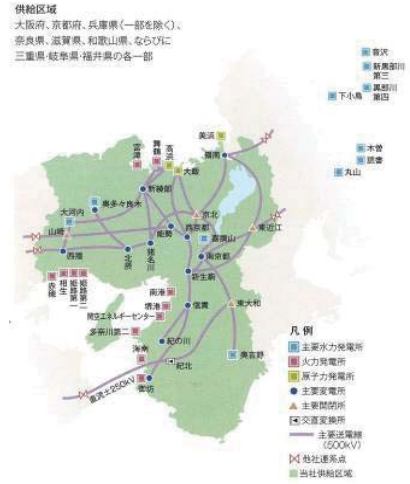 供給区域
大阪府、京都府、兵庫県(一部を除く)、
奈良県、滋賀県、和歌山県、ならびに
三重県・岐阜県・福井県の各一部
音沢
新黒部川
第三
黒部川
第四
下小鳥
木曽
読書
丸山
美浜
宮津
舞鶴
高浜
大飯
嶺南
新綾部
奥多々良木
大河内
山崎
西播
能勢
京北
西京都
喜撰山
東近江
南京都
北摂
猪名川
新生駒
赤穂
相生
姫路第一
姫路第二
南港
堺港
関空エネルギーセンター
多奈川第二
信貴
東大和
紀の川
海南
紀北
御坊
奥吉野
直流±250kV
凡例
主要水力発電所
火力発電所
原子力発電所
主要変電所
主要開閉所
交直変換所
主要送電線
(500kV)
他社連系点
当社供給区域